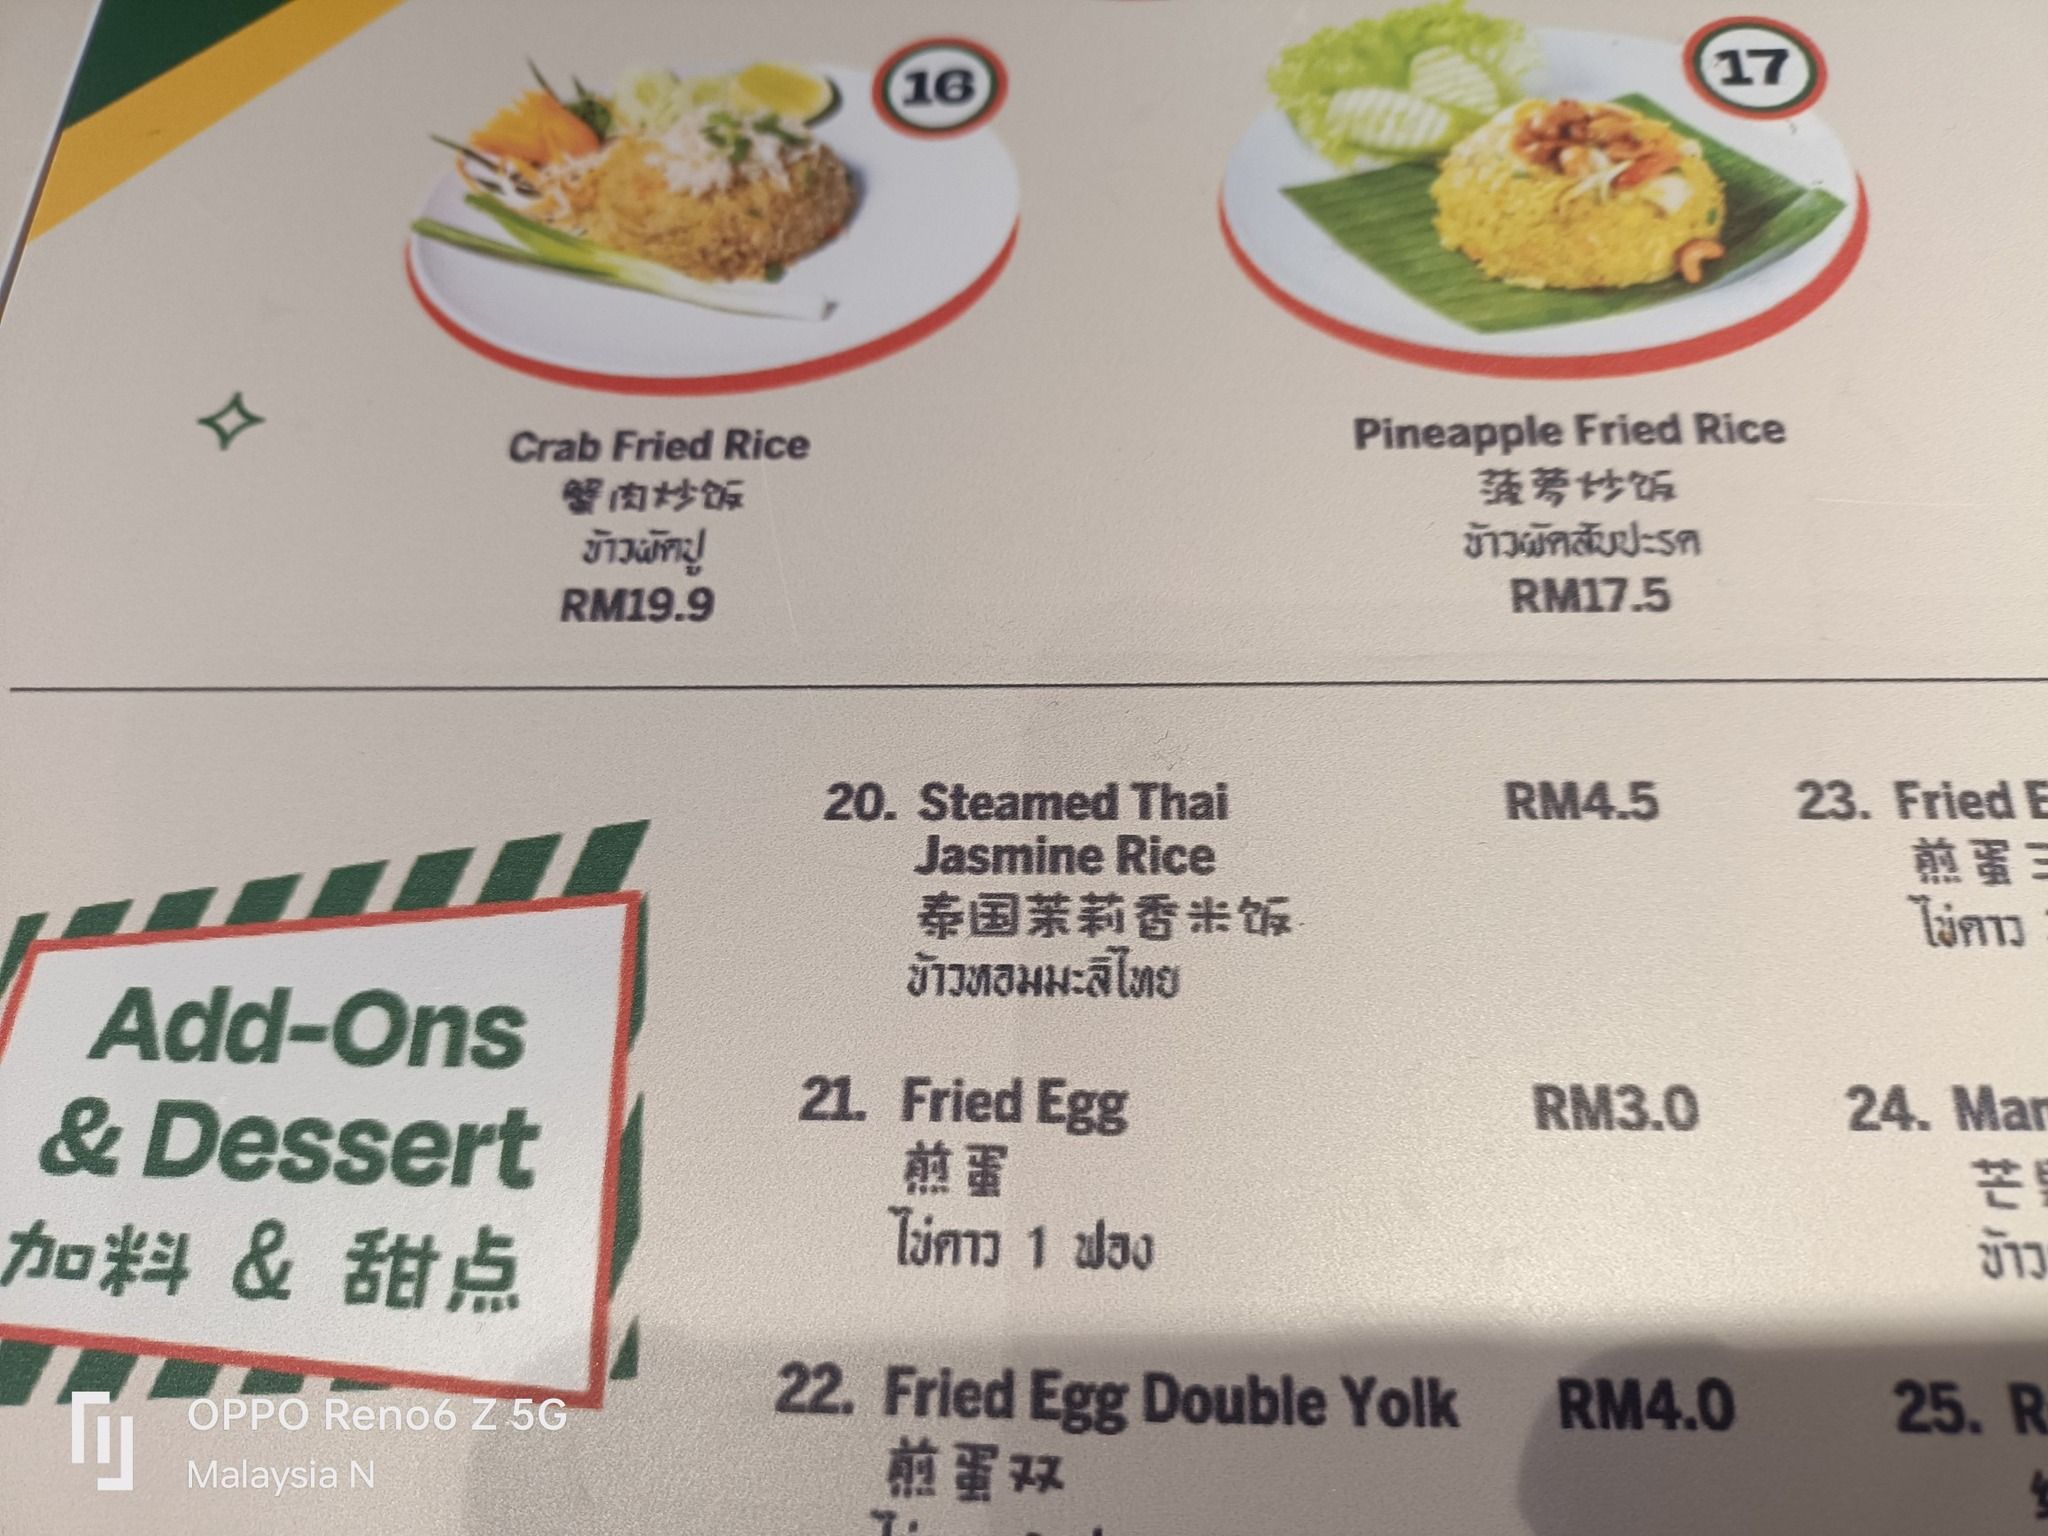 16
17
Crab Fried Rice
蟹肉炒饭
ข้าวผัดปู
RM19.9
Pineapple Fried Rice
菠萝炒饭
ข้าวผัดสับปะรด
RM17.5
Add-Ons
& Dessert
加料 & 甜点
20. Steamed Thai RM4.5
Jasmine Rice
泰国茉莉香米饭
ข้าวหอมมะลิไทย
21. Fried Egg RM3.0
煎蛋
ไข่ดาว 1 ฟอง
22. Fried Egg Double Yolk RM4.0
煎蛋双
23. Fried
煎蛋
ไข่ดาว
24.
芒
ข้าว
25.
OPPO Reno6 Z 5G
Malaysia N